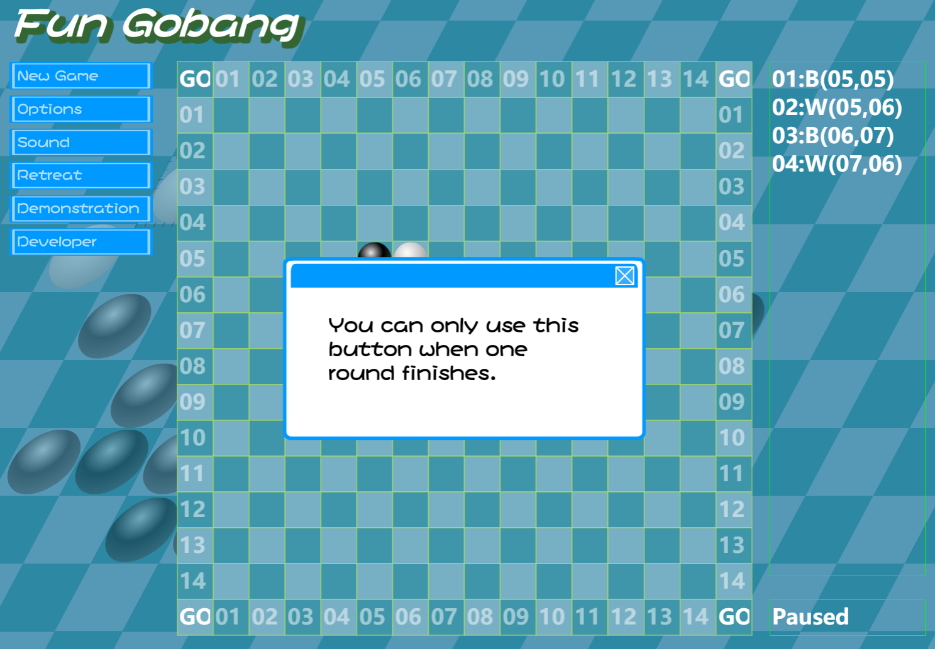 Fun Gobang
New Game
Options
Sound
Retreat
Demonstration
Developer
GO 01 02 03 04 05 06 07 08 09 10 11 12 13 14 GO
01 01
02 02
03 03
04 04
05 05
06 06
07 07
08 08
09 09
10 10
11 11
12 12
13 13
14 14
GO 01 02 03 04 05 06 07 08 09 10 11 12 13 14 GO
You can only use this
button when one
round finishes.
01:B(05,05)
02:W(05,06)
03:B(06,07)
04:W(07,06)
Paused